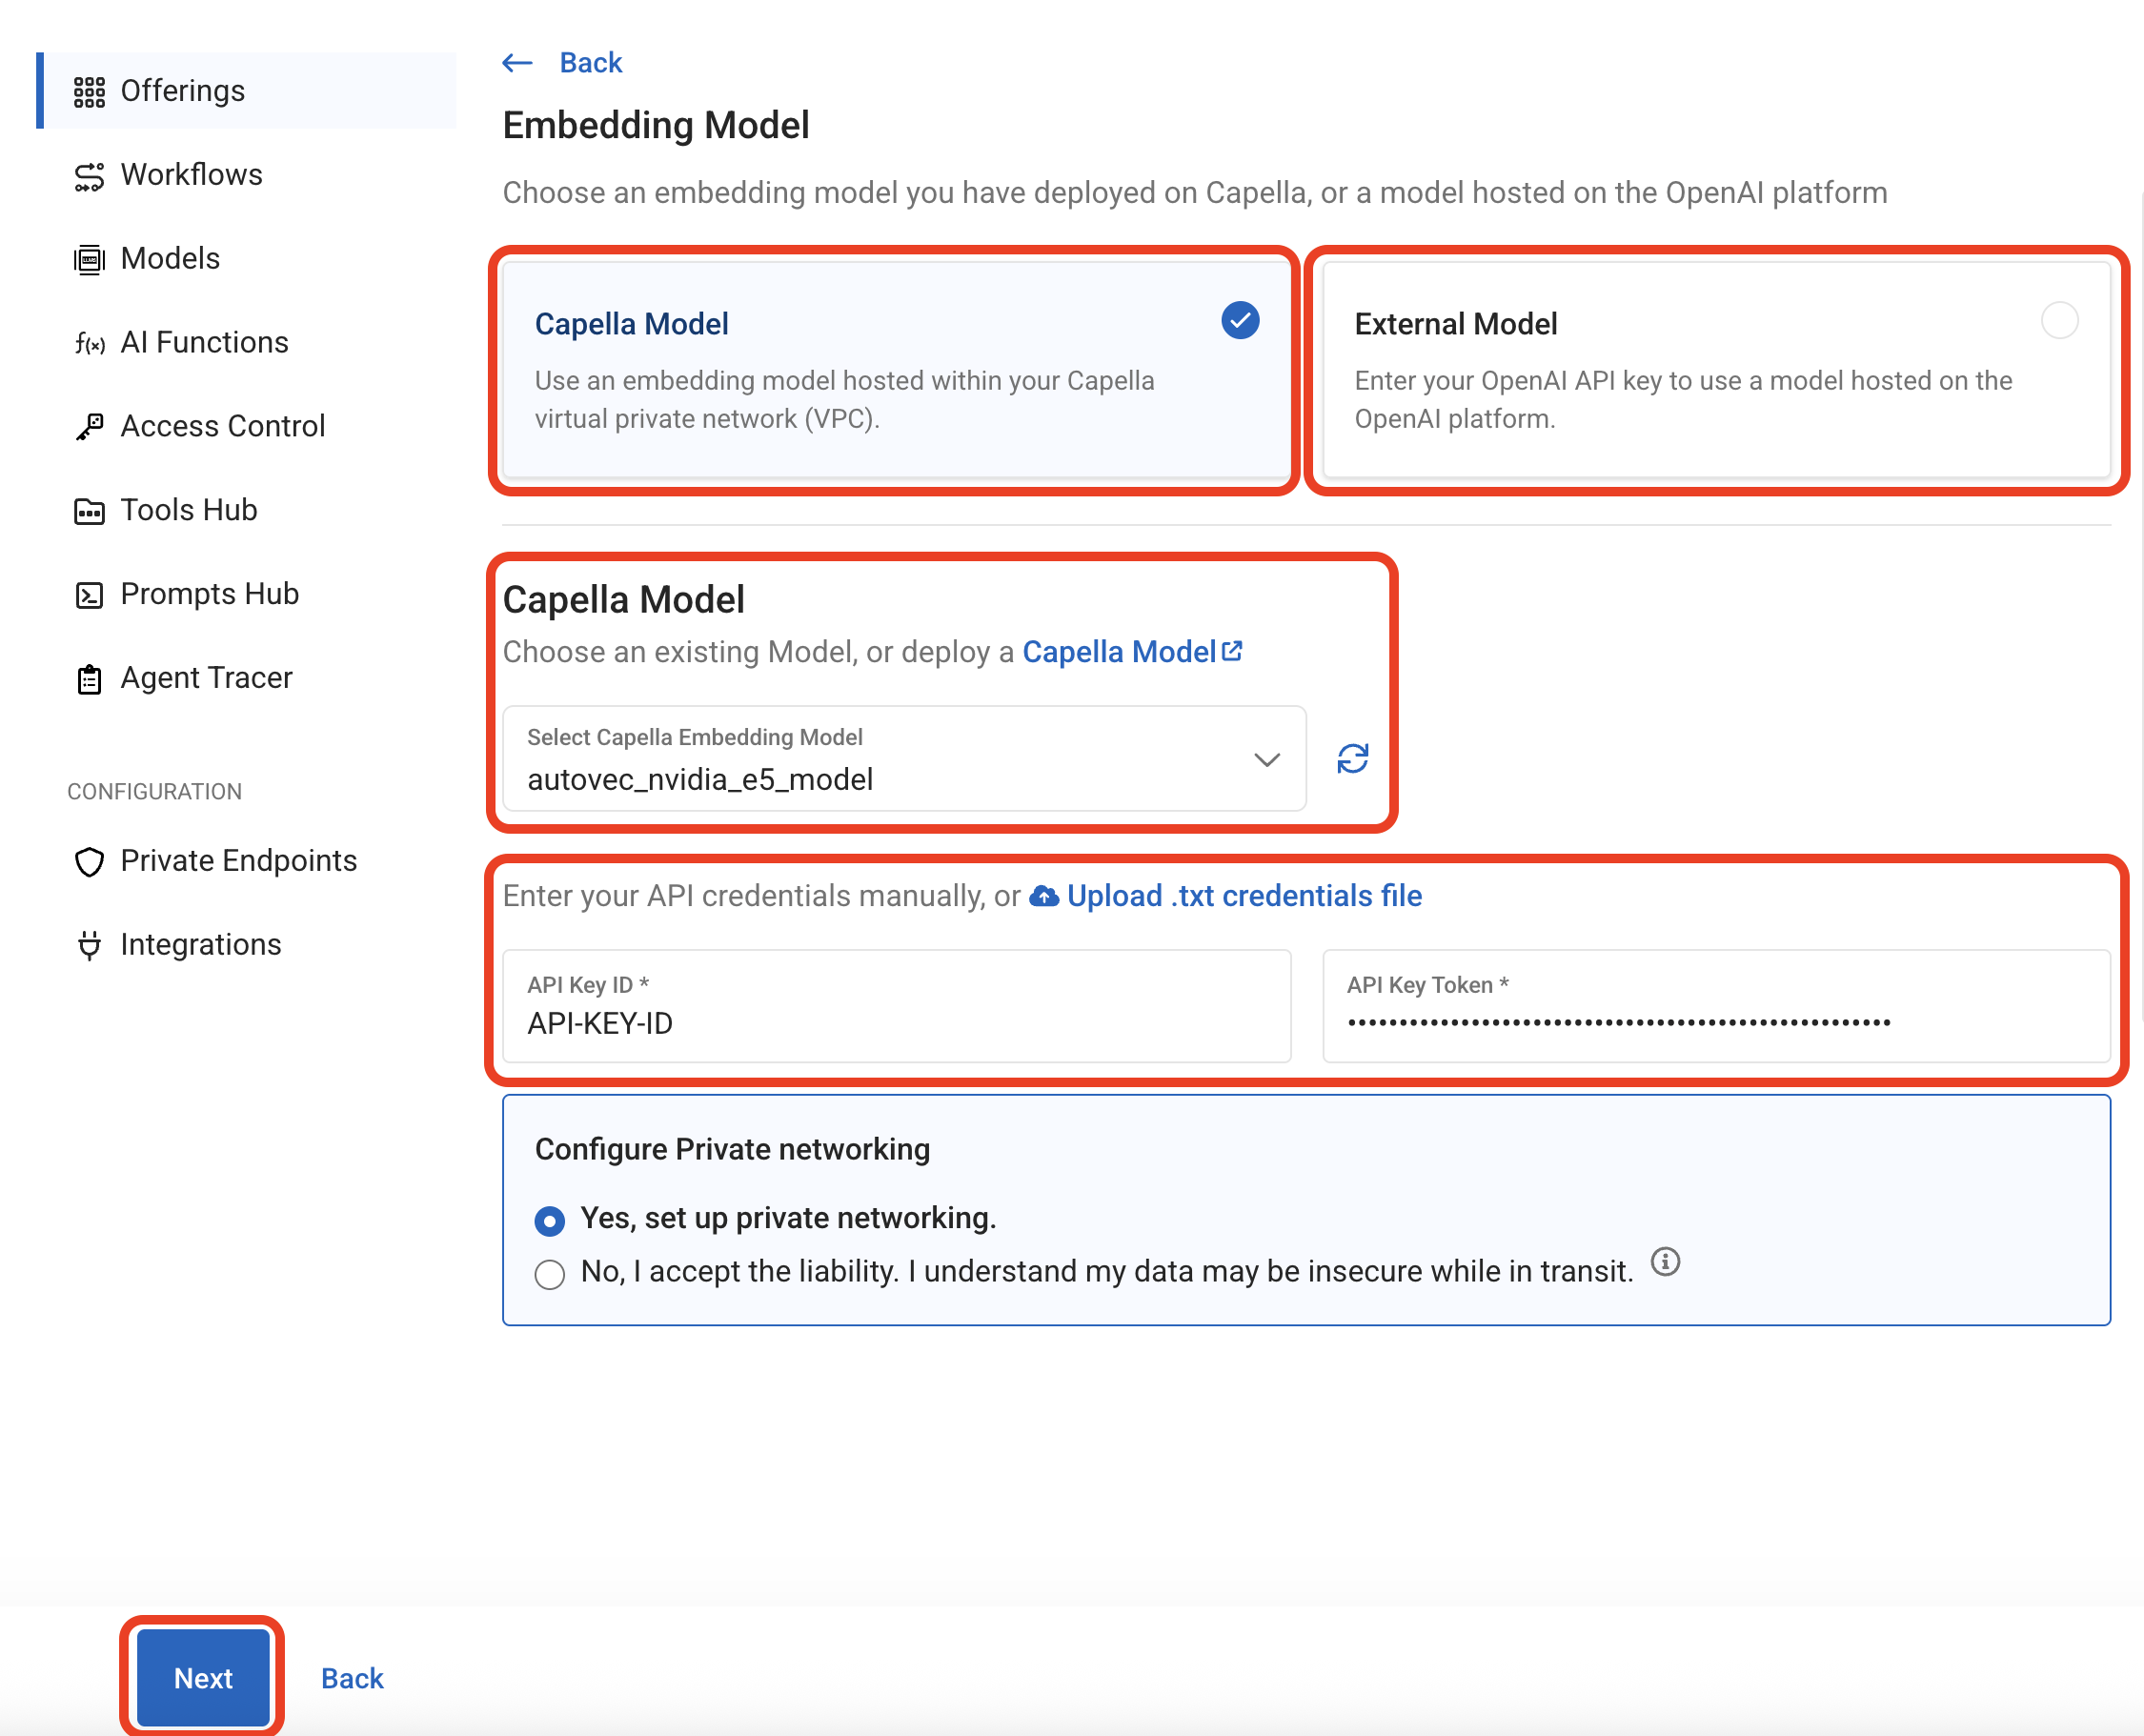 Offerings
Workflows
Models
AI Functions
Access Control
Tools Hub
Prompts Hub
Agent Tracer
CONFIGURATION
Private Endpoints
Integrations
Back
Embedding Model
Choose an embedding model you have deployed on Capella, or a model hosted on the OpenAI platform
Capella Model
Use an embedding model hosted within your Capella
virtual private network (VPC).
External Model
Enter your OpenAI API key to use a model hosted on the
OpenAI platform.
Capella Model
Choose an existing Model, or deploy a Capella Model
Select Capella Embedding Model
autovec_nvidia_e5_model
Enter your API credentials manually, or Upload .txt credentials file
API Key ID *
API-KEY-ID
API Key Token *
Configure Private networking
Yes, set up private networking.
No, I accept the liability. I understand my data may be insecure while in transit.
Next
Back